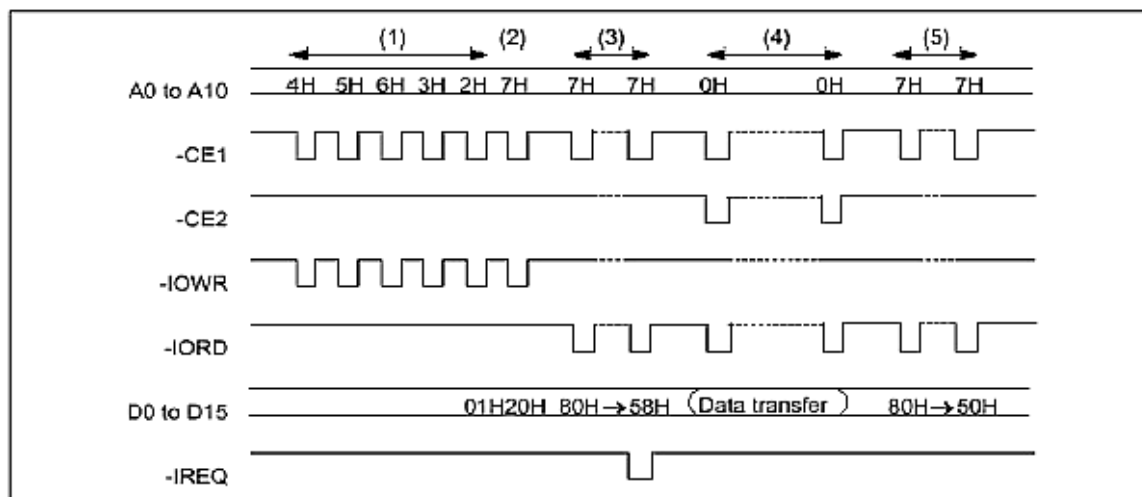 (1) (2) (3) (4) (5)
A0 to A10 4H 5H 6H 3H 2H 7H 7H 7H 0H 0H 7H 7H
-CE1
-CE2
-IOWR
-IORD
D0 to D15 01H20H 80H→58H (Data transfer) 80H→50H
-IREQ